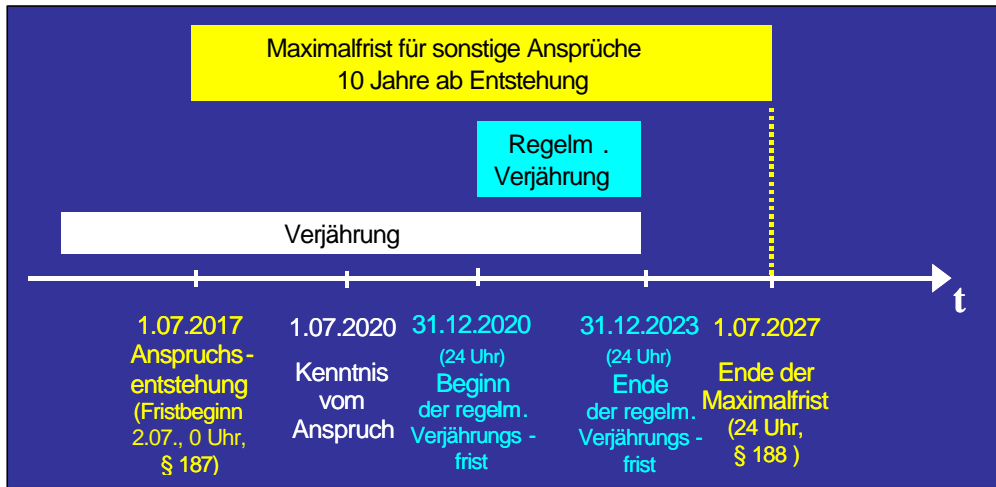 Maximalfrist für sonstige Ansprüche
10 Jahre ab Entstehung
Regelm .
Verjährung
Verjährung
t
1.07.2017
Anspruchs -
entstehung
(Fristbeginn
2.07., 0 Uhr,
§ 187)
1.07.2020
Kenntnis
vom
Anspruch
31.12.2020
(24 Uhr)
Beginn
der regelm.
Verjährungs -
frist
31.12.2023
(24 Uhr)
Ende
der regelm.
Verjährungs -
frist
1.07.2027
Ende der
Maximalfrist
(24 Uhr,
§ 188 )